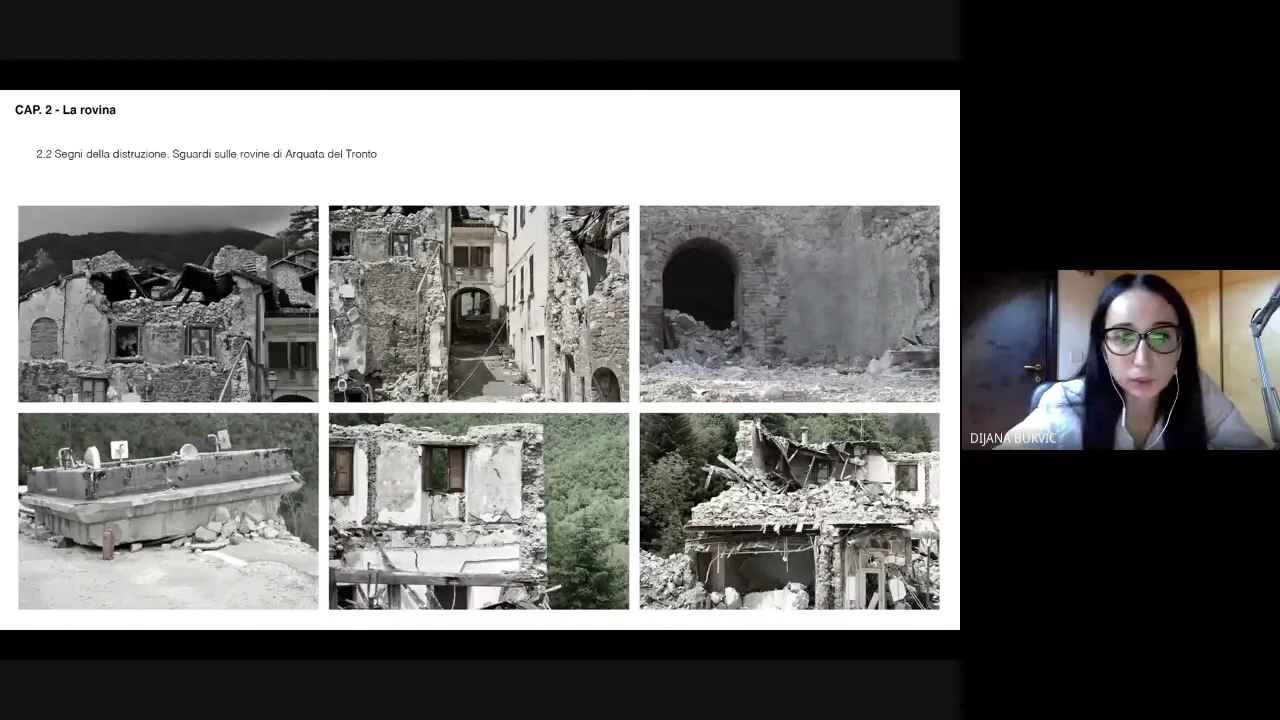 CAP. 2 - La rovina
2.2 Segni della distruzione. Sguardi sulle rovine di Arquata del Tronto
DIJANA BUKVIC